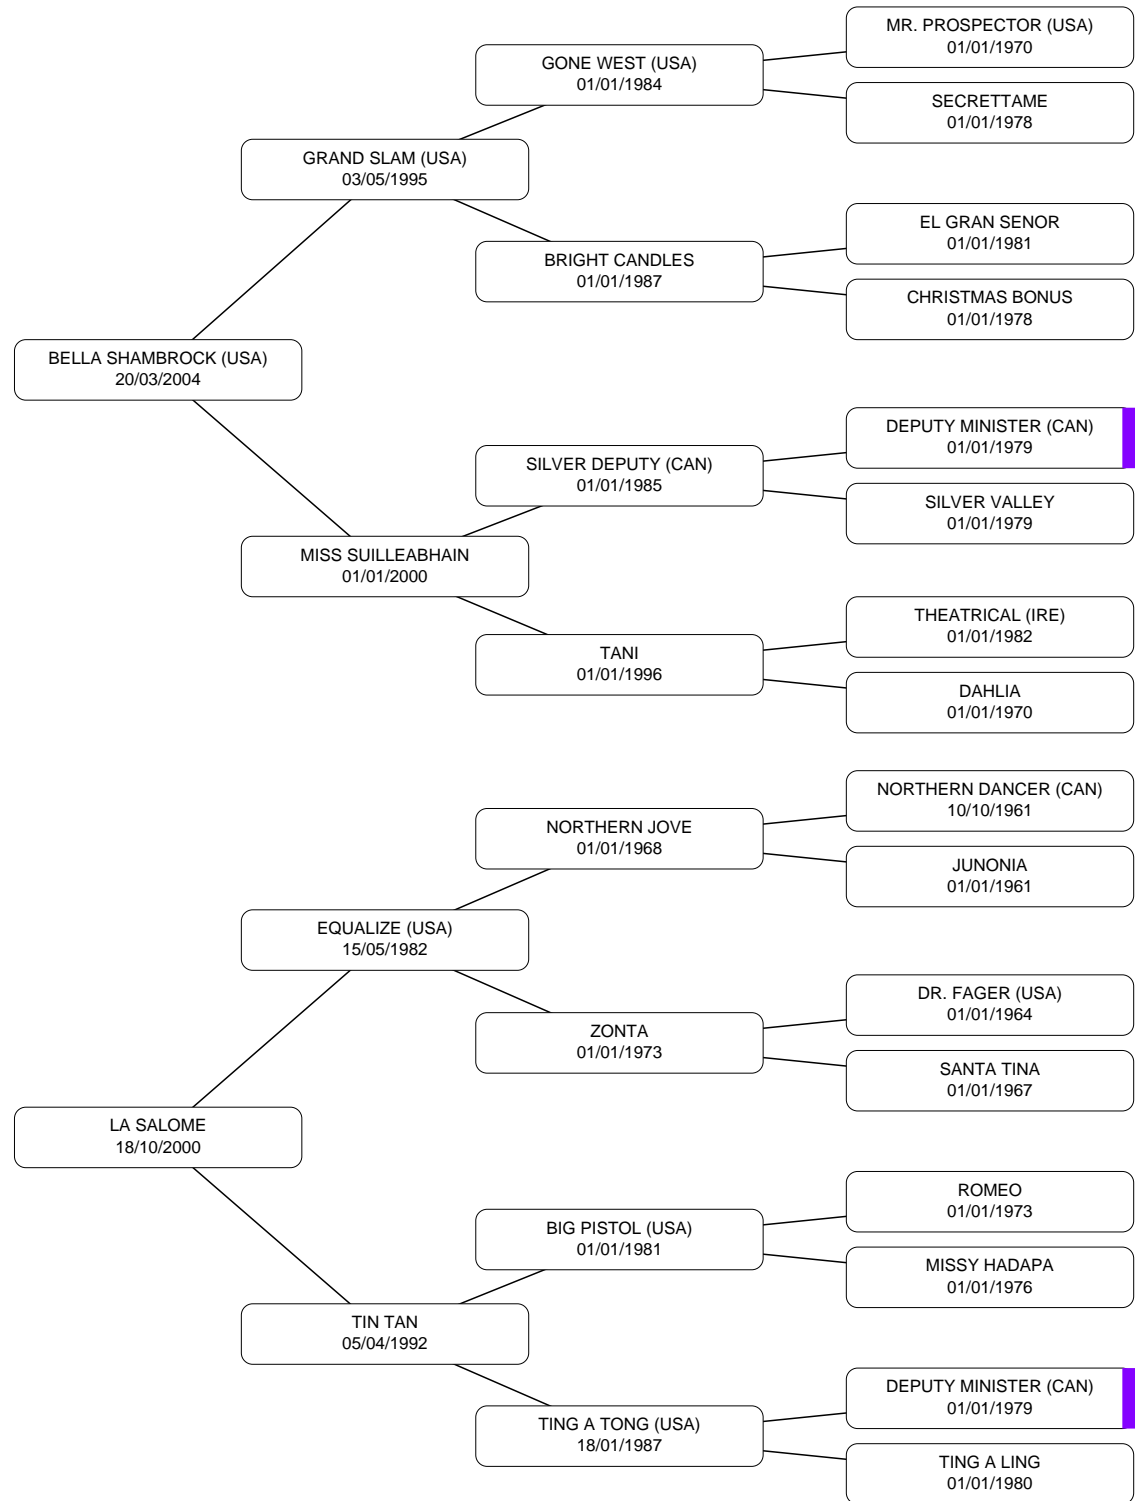 MR. PROSPECTOR (USA)
01/01/1970
GONE WEST (USA)
01/01/1984
SECRETTAME
01/01/1978
GRAND SLAM (USA)
03/05/1995
EL GRAN SENOR
01/01/1981
BRIGHT CANDLES
01/01/1987
CHRISTMAS BONUS
01/01/1978
BELLA SHAMBROCK (USA)
20/03/2004
DEPUTY MINISTER (CAN)
01/01/1979
SILVER DEPUTY (CAN)
01/01/1985
SILVER VALLEY
01/01/1979
MISS SUILLEABHAIN
01/01/2000
THEATRICAL (IRE)
01/01/1982
TANI
01/01/1996
DAHLIA
01/01/1970
NORTHERN DANCER (CAN)
10/10/1961
NORTHERN JOVE
01/01/1968
JUNONIA
01/01/1961
EQUALIZE (USA)
15/05/1982
DR. FAGER (USA)
01/01/1964
ZONTA
01/01/1973
SANTA TINA
01/01/1967
LA SALOME
18/10/2000
ROMEO
01/01/1973
BIG PISTOL (USA)
01/01/1981
MISSY HADAPA
01/01/1976
TIN TAN
05/04/1992
DEPUTY MINISTER (CAN)
01/01/1979
TING A TONG (USA)
18/01/1987
TING A LING
01/01/1980